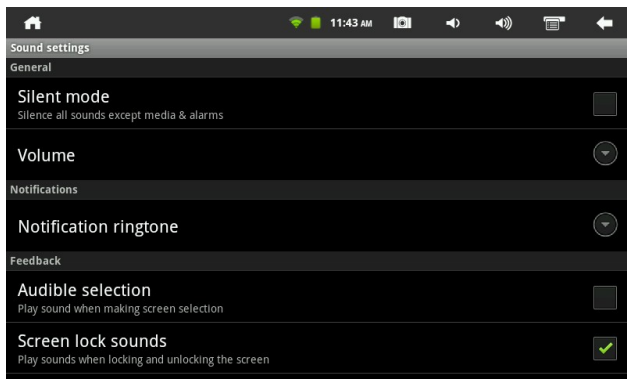 11:43 AM
Sound settings
General
Silent mode
Silence all sounds except media & alarms
Volume
Notifications
Notification ringtone
Feedback
Audible selection
Play sound when making screen selection
Screen lock sounds
Play sounds when locking and unlocking the screen